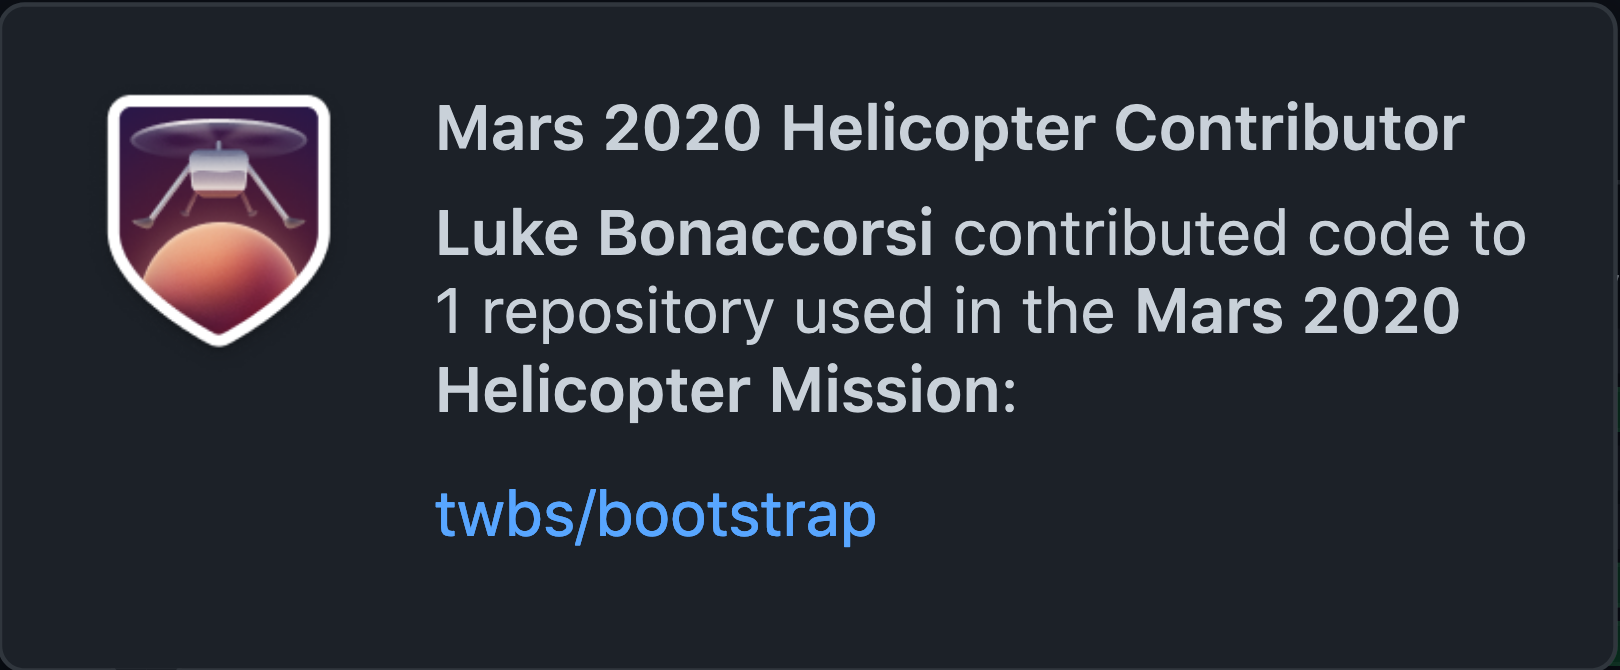 Mars 2020 Helicopter Contributor
Luke Bonaccorsi contributed code to
1 repository used in the Mars 2020
Helicopter Mission:
twbs/bootstrap